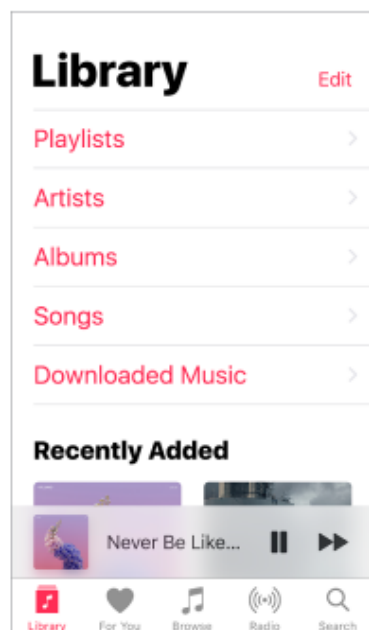 Library
Edit
Playlists
Artists
Albums
Songs
Downloaded Music
Recently Added
Never Be Like...
Library For You Browse Radio Search